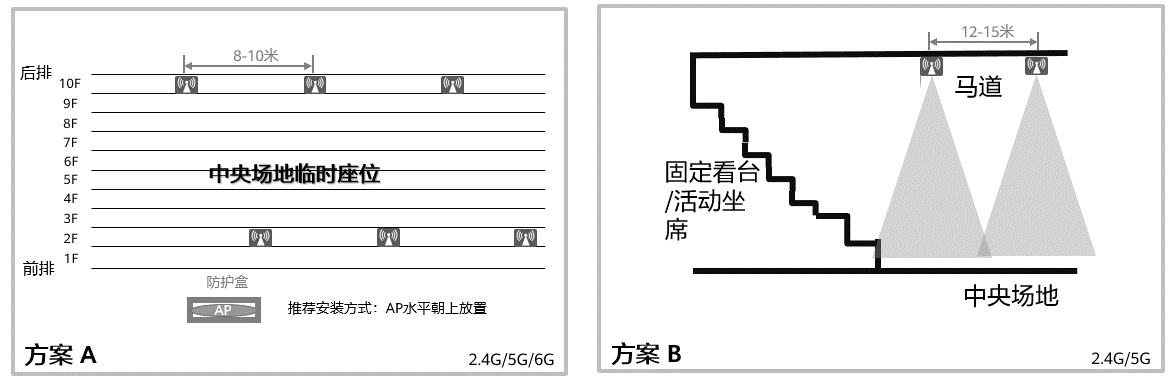 8-10米
后排
10F
9F
8F
7F
6F
中央场地临时座位
5F
4F
3F
2F
1F
前排
防护盒
AP
推荐安装方式：AP水平朝上放置
方案 A
2.4G/5G/6G
12-15米
马道
固定看台
/活动坐
席
中央场地
方案 B
2.4G/5G